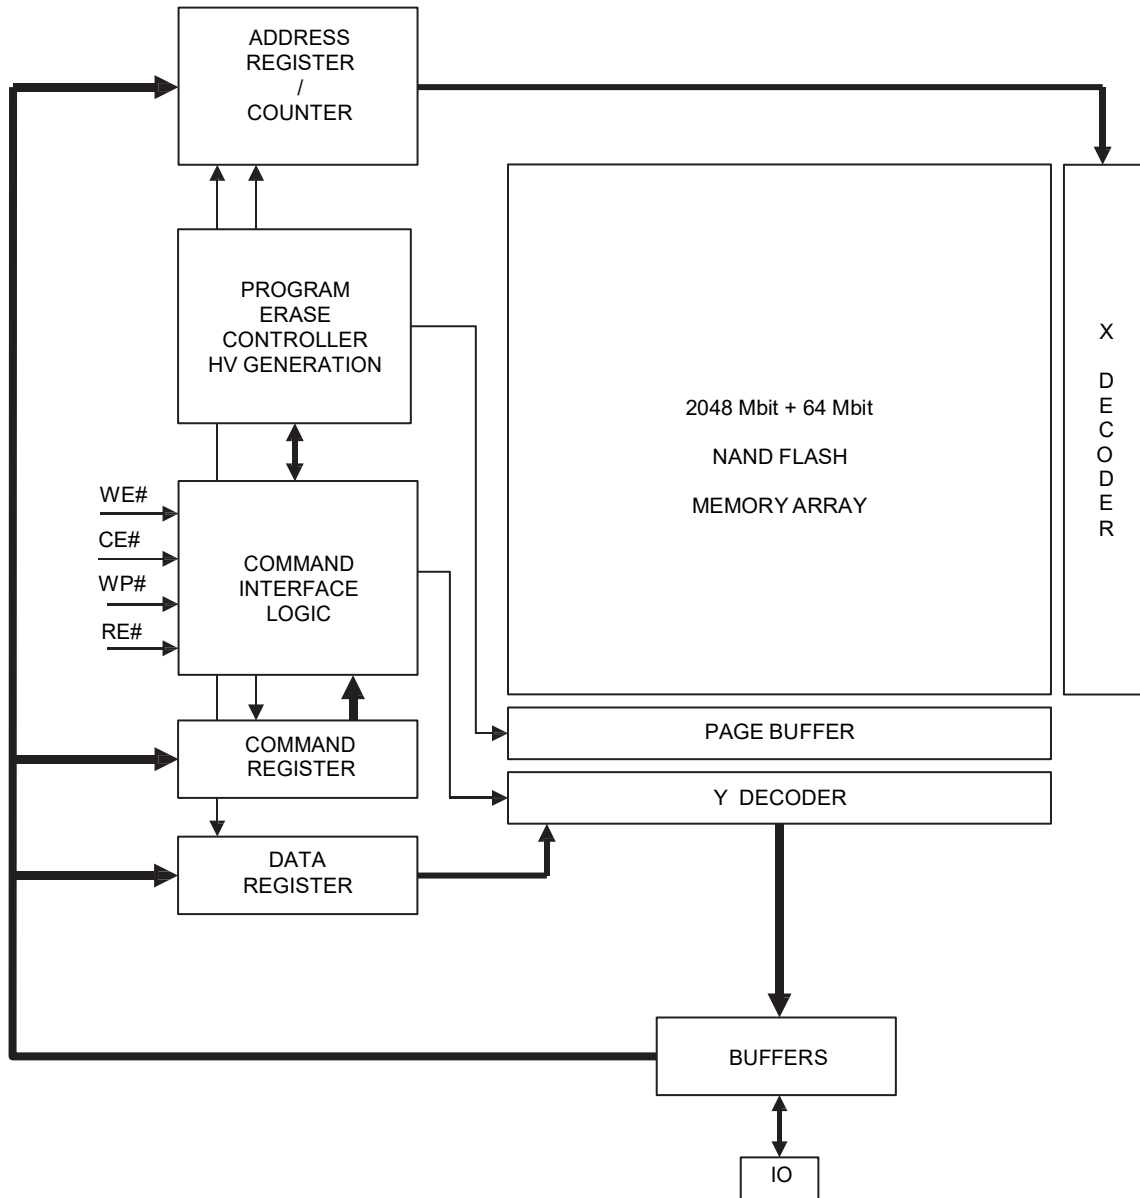 ADDRESS
REGISTER
/
COUNTER
PROGRAM
ERASE
CONTROLLER
HV GENERATION
X
D
E
C
O
D
E
R
2048 Mbit + 64 Mbit
NAND FLASH
MEMORY ARRAY
WE#
CE#
WP#
RE#
COMMAND
INTERFACE
LOGIC
PAGE BUFFER
COMMAND
REGISTER
Y DECODER
DATA
REGISTER
BUFFERS
IO